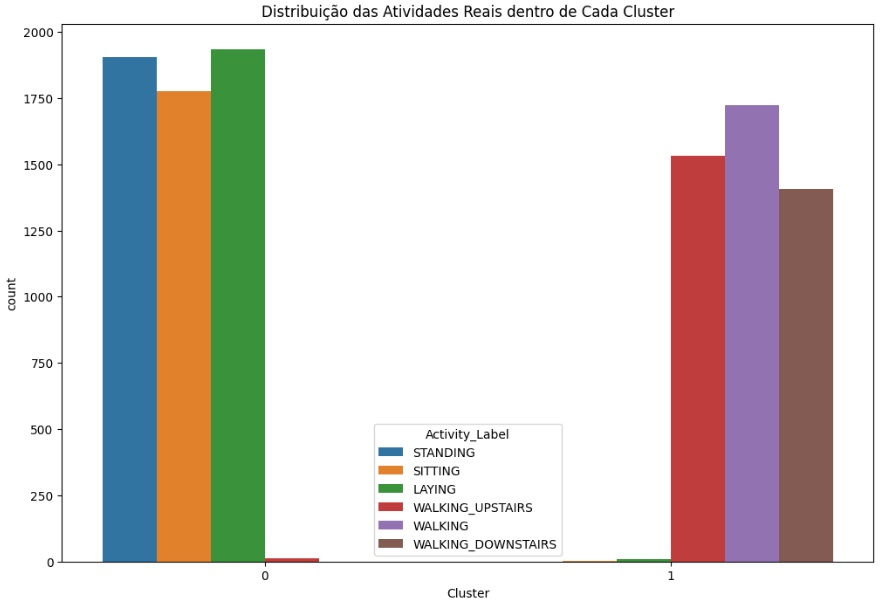 Distribuição das Atividades Reais dentro de Cada Cluster
2000
1750
1500
1250
1000
750
500
250
0
count
Activity_Label
STANDING
SITTING
LAYING
WALKING_UPSTAIRS
WALKING
WALKING_DOWNSTAIRS
0
1
Cluster